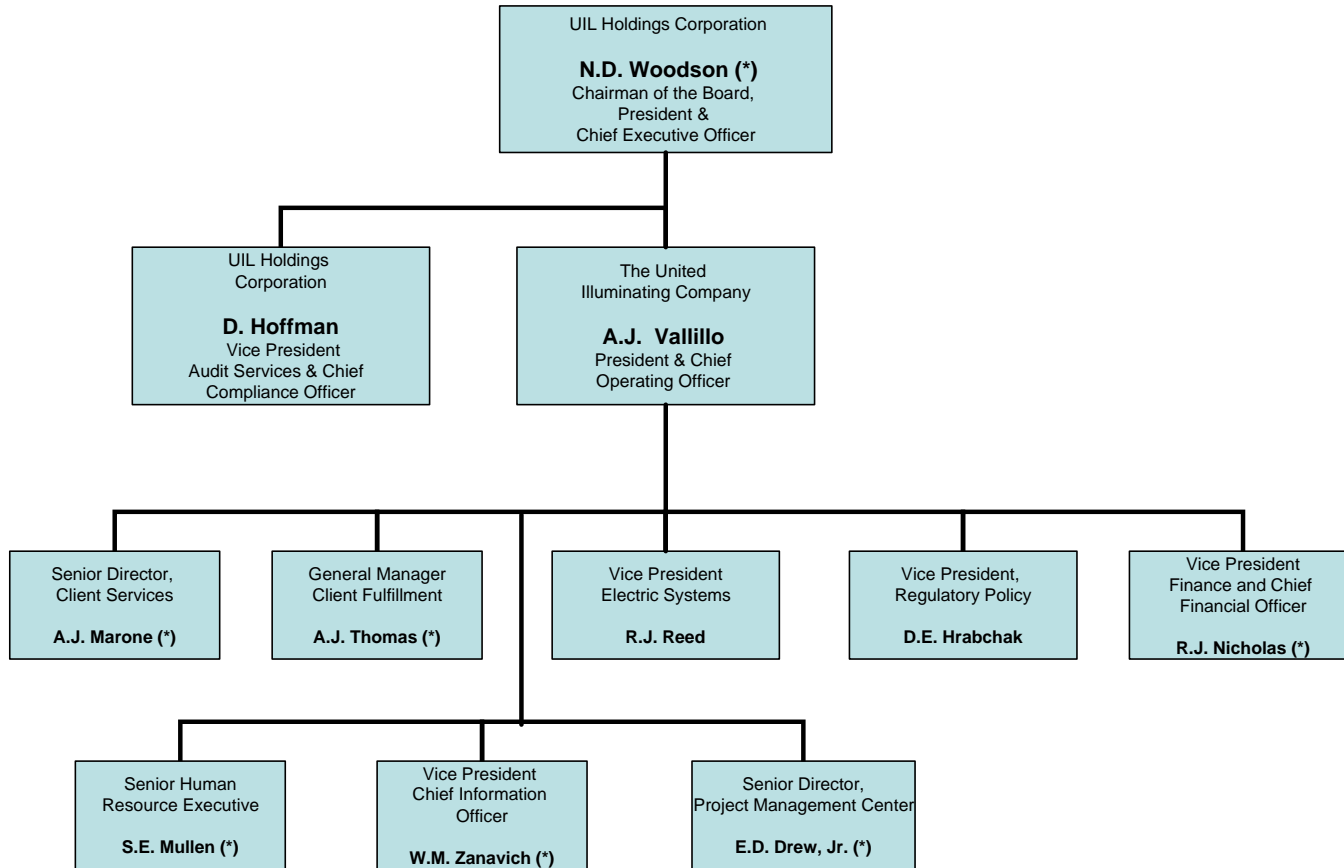 UIL Holdings Corporation
N.D. Woodson (*)
Chairman of the Board,
President &
Chief Executive Officer
UIL Holdings
Corporation
D. Hoffman
Vice President
Audit Services & Chief
Compliance Officer
The United
Illuminating Company
A.J. Vallillo
President & Chief
Operating Officer
Senior Director,
Client Services
A.J. Marone (*)
General Manager
Client Fulfillment
A.J. Thomas (*)
Vice President
Electric Systems
R.J. Reed
Vice President,
Regulatory Policy
D.E. Hrabchak
Vice President
Finance and Chief
Financial Officer
R.J. Nicholas (*)
Senior Human
Resource Executive
S.E. Mullen (*)
Vice President
Chief Information
Officer
W.M. Zanavich (*)
Senior Director,
Project Management Center
E.D. Drew, Jr. (*)